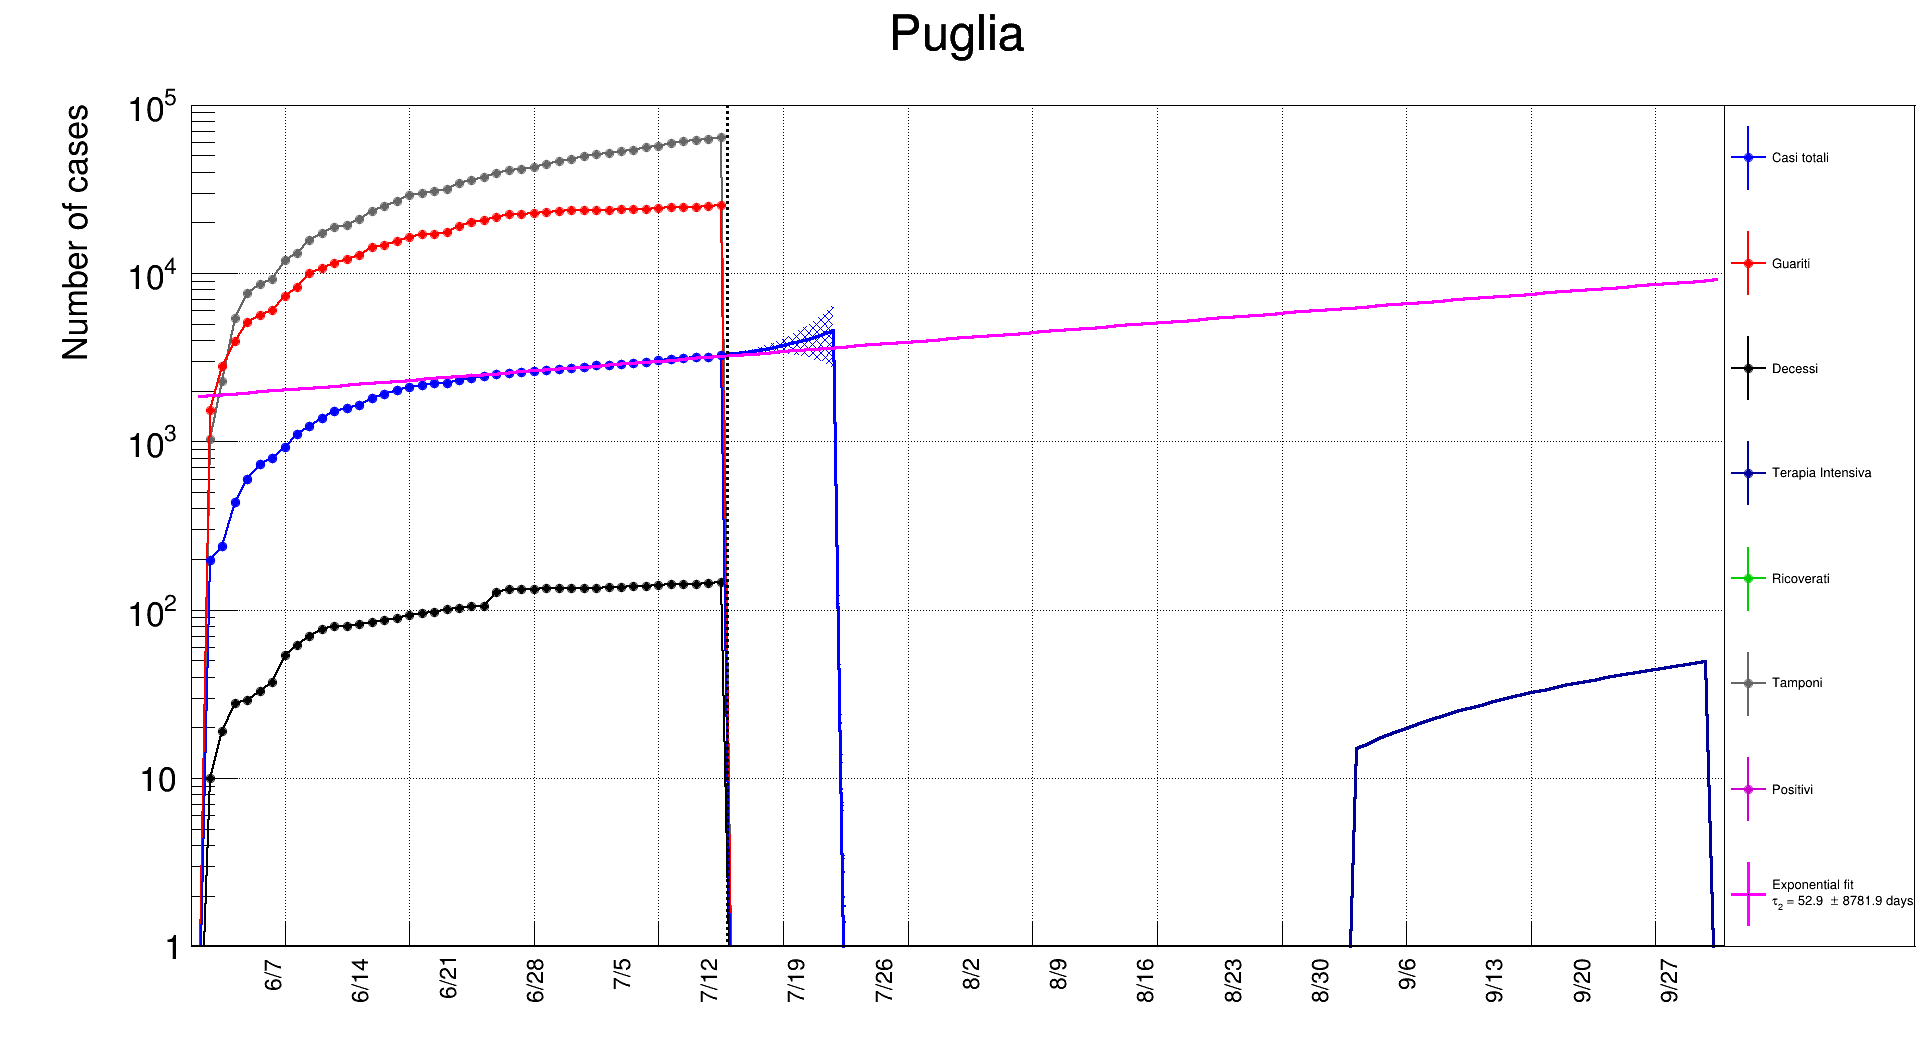 Puglia
Number of cases
10^5
10^4
10^3
10^2
10
1
6/7
6/14
6/21
6/28
7/5
7/12
7/19
7/26
8/2
8/9
8/16
8/23
8/30
9/6
9/13
9/20
9/27
Casi totali
Guariti
Decessi
Terapia Intensiva
Ricoverati
Tamponi
Positivi
Exponential fit
τ_2 = 52.9 ± 8781.9 days